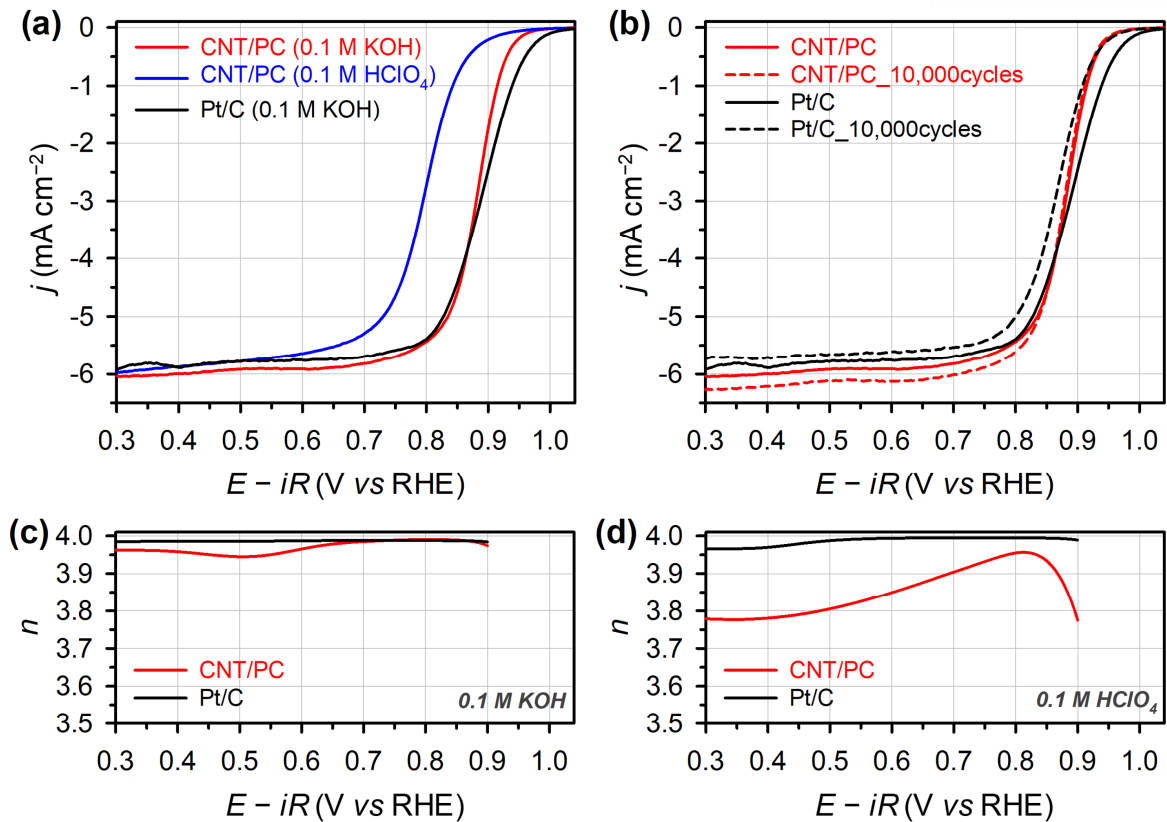 (a)
CNT/PC (0.1 M KOH)
CNT/PC (0.1 M HClO₄)
Pt/C (0.1 M KOH)
0
-1
-2
-3
-4
-5
-6
j (mA cm⁻²)
0.3 0.4 0.5 0.6 0.7 0.8 0.9 1.0
E − iR (V vs RHE)
(b)
CNT/PC
CNT/PC_10,000cycles
Pt/C
Pt/C_10,000cycles
0
-1
-2
-3
-4
-5
-6
j (mA cm⁻²)
0.3 0.4 0.5 0.6 0.7 0.8 0.9 1.0
E − iR (V vs RHE)
(c)
4.0
3.9
3.8
3.7
3.6
3.5
n
CNT/PC
Pt/C
0.1 M KOH
0.3 0.4 0.5 0.6 0.7 0.8 0.9 1.0
E − iR (V vs RHE)
(d)
4.0
3.9
3.8
3.7
3.6
3.5
n
CNT/PC
Pt/C
0.1 M HClO₄
0.3 0.4 0.5 0.6 0.7 0.8 0.9 1.0
E − iR (V vs RHE)